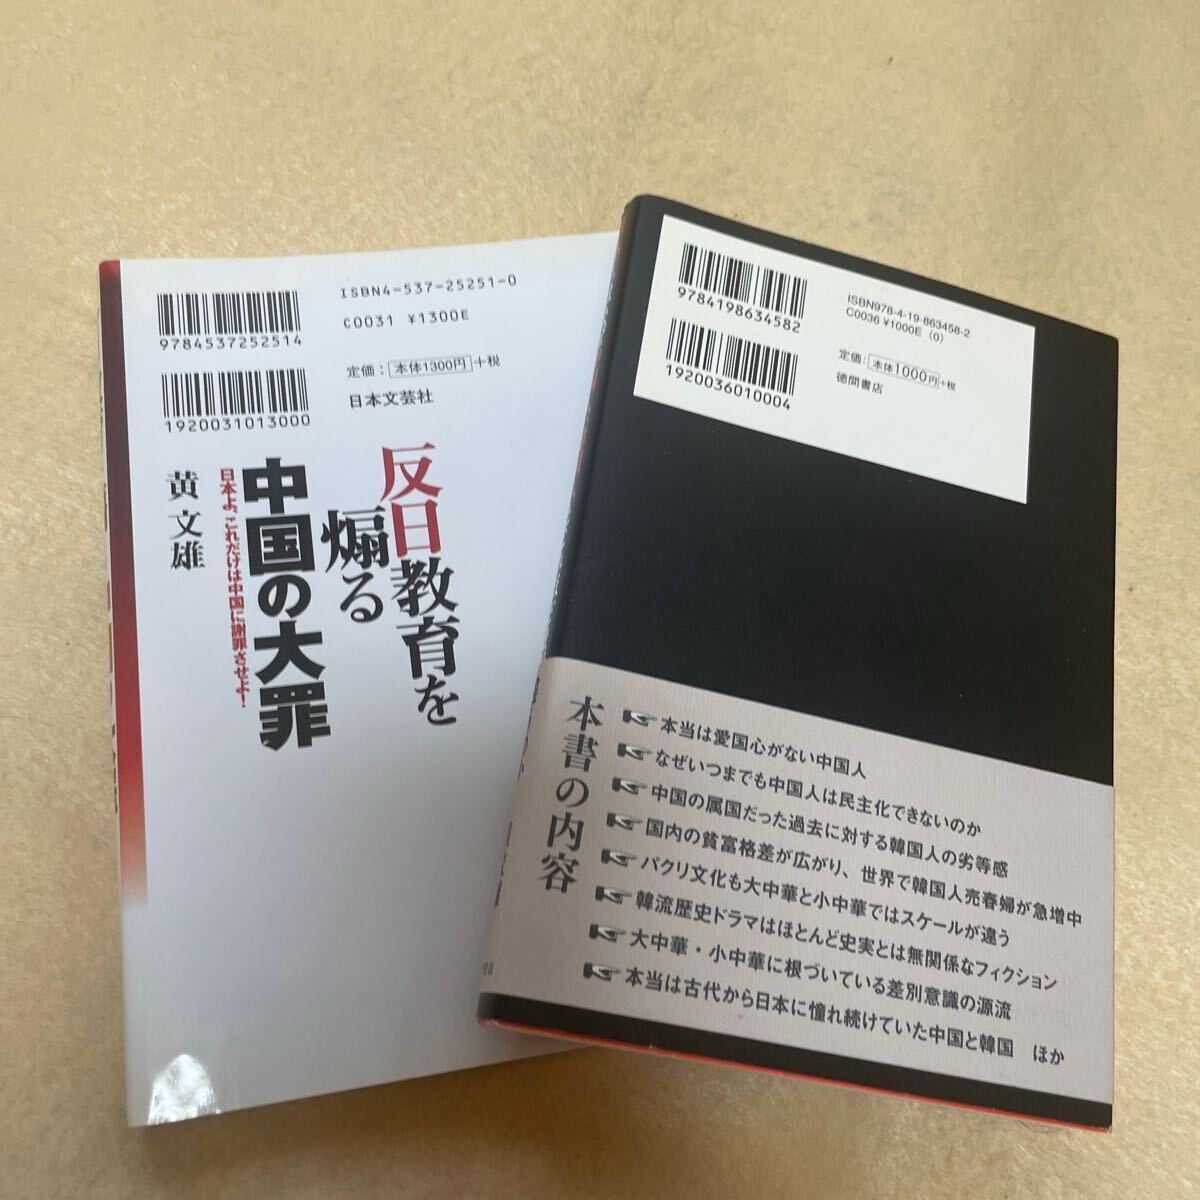 ISBN4-537-25251-0
C0031 ¥1300E
9784537252514
定価：本体1300円+税
1920031013000
日本文芸社
反日教育を
煽る
中国の大罪
日本よ、これだけは中国に謝罪させよ！
黄文雄
ISBN978-4-19-863458-2
C0036 ¥1000E (0)
9784198634582
定価：本体1000円+税
徳間書店
1920036010004
本書の内容
本当は愛国心がない中国人
なぜいつまでも中国人は民主化できないのか
中国の属国だった過去に対する韓国人の劣等感
国内の貧富格差が広がり、世界で韓国人売春婦が急増中
パクリ文化も大中華と小中華ではスケールが違う
韓流歴史ドラマはほとんど史実とは無関係なフィクション
大中華・小中華に根づいている差別意識の源流
本当は古代から日本に憧れ続けていた中国と韓国 ほか